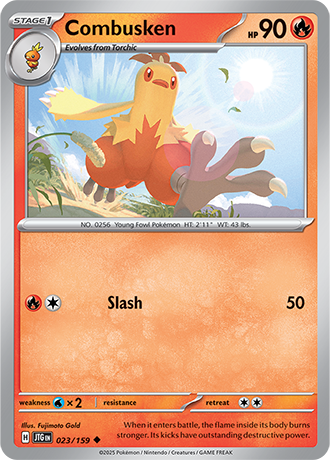 STAGE1
Combusken
HP 90
Evolves from Torchic
NO. 0256 Young Fowl Pokémon HT: 2'11" WT: 43 lbs.
Slash 50
weakness ×2 resistance retreat
Illus. Fujimoto Gold
H JTG EN 023/159
When it enters battle, the flame inside its body burns
stronger. Its kicks have outstanding destructive power.
©2025 Pokémon / Nintendo / Creatures / GAME FREAK